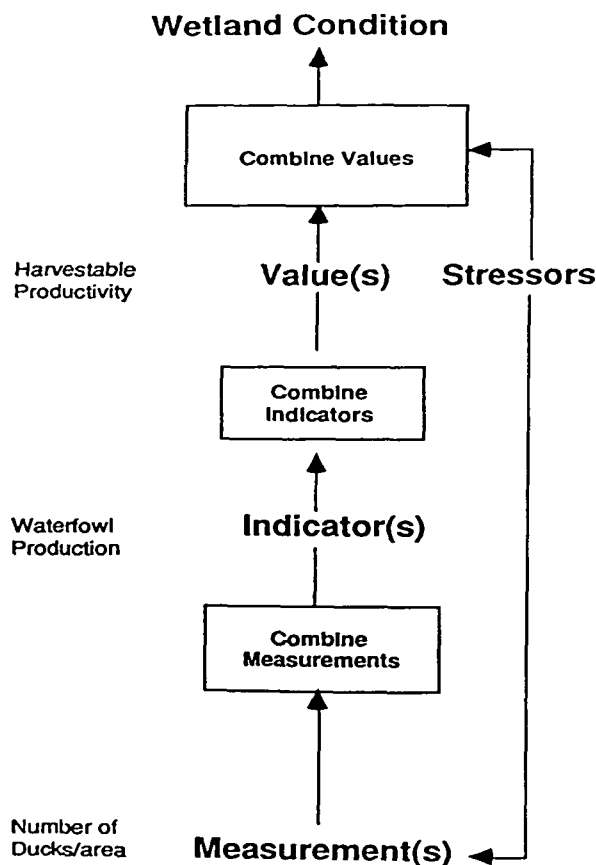 Wetland Condition
Combine Values
Harvestable
Productivity
Value(s)
Stressors
Combine
Indicators
Waterfowl
Production
Indicator(s)
Combine
Measurements
Number of
Ducks/area
Measurement(s)